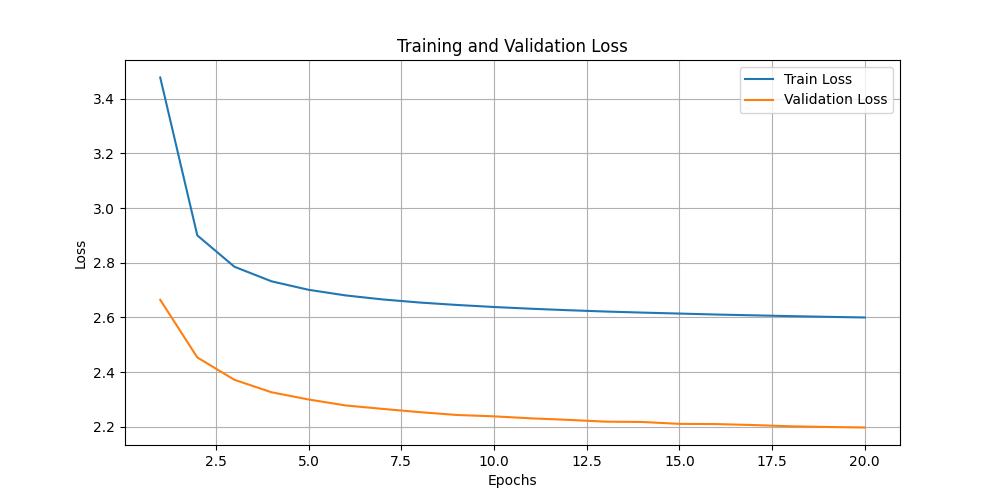 Training and Validation Loss
Train Loss
Validation Loss
3.4
3.2
3.0
2.8
2.6
2.4
2.2
Loss
2.5 5.0 7.5 10.0 12.5 15.0 17.5 20.0
Epochs